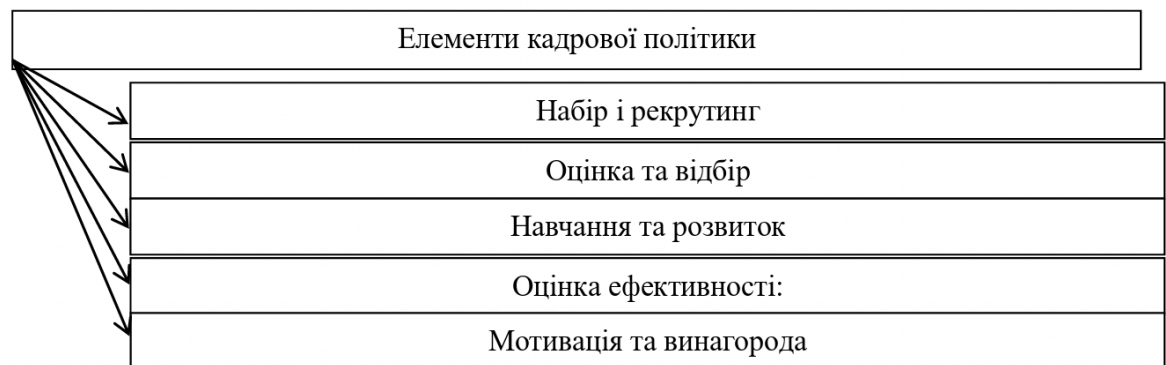 Елементи кадрової політики
Набір і рекрутинг
Оцінка та відбір
Навчання та розвиток
Оцінка ефективності:
Мотивація та винагорода